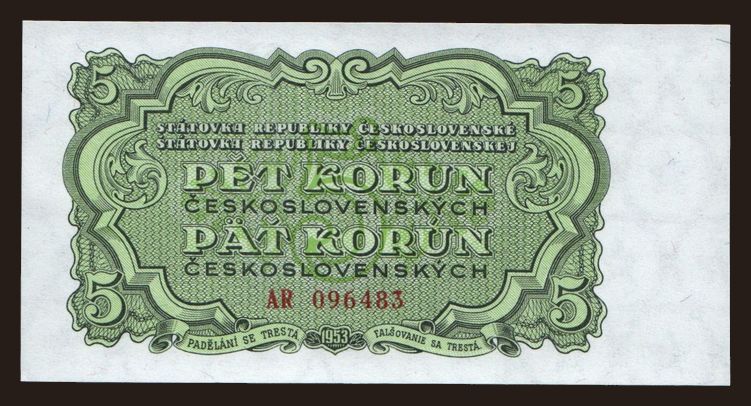 5 5
STÁTOVKA REPUBLIKY ČESKOSLOVENSKÉ
ŠTÁTOVKA REPUBLIKY ČESKOSLOVENSKEJ
PĚT KORUN
ČESKOSLOVENSKÝCH
PÄŤ KORÚN
ČESKOSLOVENSKÝCH
5 5
AR 096483
PADĚLÁNÍ SE TRESTÁ 1953 FALŠOVANIE SA TRESTÁ.